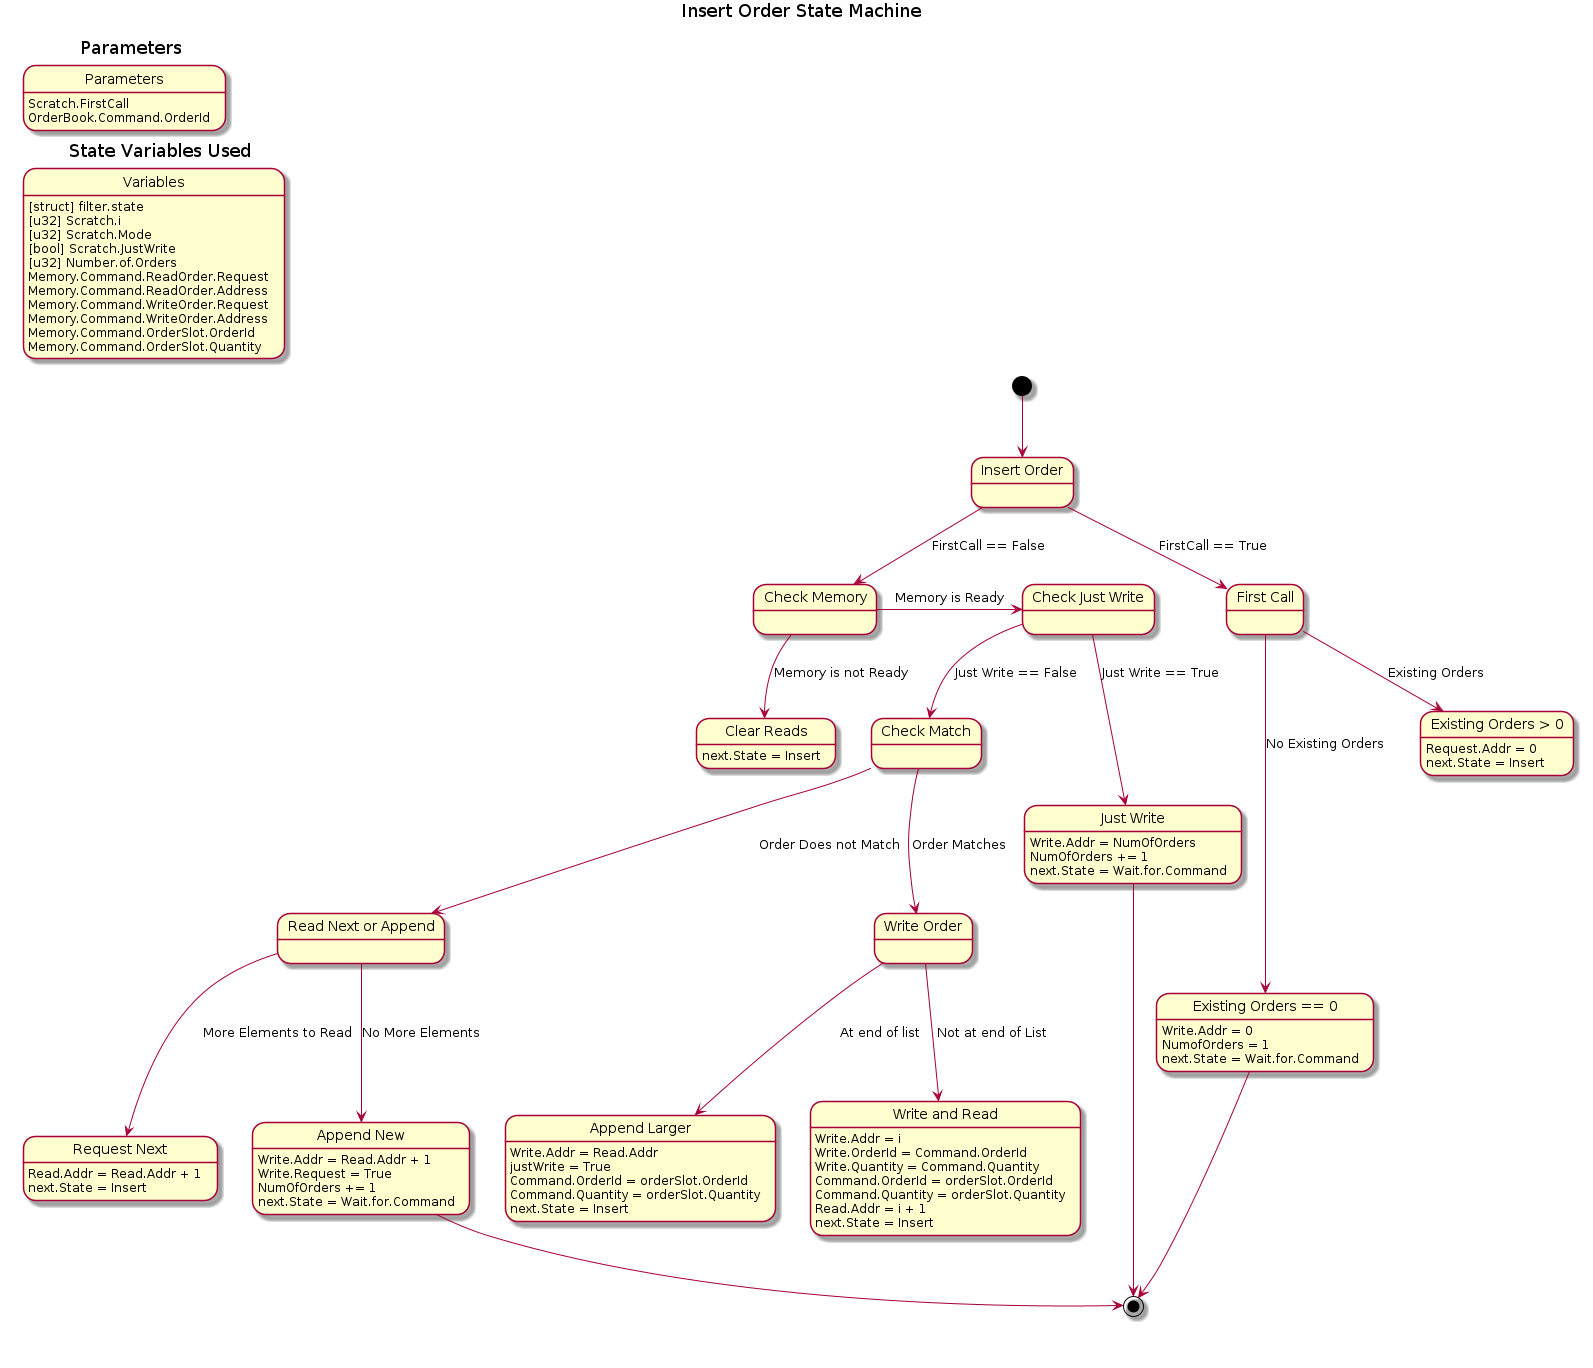 Insert Order State Machine
Parameters
Parameters
Scratch.FirstCall
OrderBook.Command.OrderId
State Variables Used
Variables
[struct] filter.state
[u32] Scratch.i
[u32] Scratch.Mode
[bool] Scratch.JustWrite
[u32] Number.of.Orders
Memory.Command.ReadOrder.Request
Memory.Command.ReadOrder.Address
Memory.Command.WriteOrder.Request
Memory.Command.WriteOrder.Address
Memory.Command.OrderSlot.OrderId
Memory.Command.OrderSlot.Quantity
Insert Order
FirstCall == False
FirstCall == True
Check Memory
Memory is Ready
Check Just Write
First Call
Memory is not Ready
Just Write == False
Just Write == True
Existing Orders
Clear Reads
next.State = Insert
Check Match
No Existing Orders
Existing Orders > 0
Request.Addr = 0
next.State = Insert
Order Does not Match
Order Matches
Just Write
Write.Addr = NumOfOrders
NumOfOrders += 1
next.State = Wait.for.Command
Read Next or Append
Write Order
More Elements to Read
No More Elements
At end of list
Not at end of List
Existing Orders == 0
Write.Addr = 0
NumofOrders = 1
next.State = Wait.for.Command
Request Next
Read.Addr = Read.Addr + 1
next.State = Insert
Append New
Write.Addr = Read.Addr + 1
Write.Request = True
NumOfOrders += 1
next.State = Wait.for.Command
Append Larger
Write.Addr = Read.Addr
justWrite = True
Command.OrderId = orderSlot.OrderId
Command.Quantity = orderSlot.Quantity
next.State = Insert
Write and Read
Write.Addr = i
Write.OrderId = Command.OrderId
Write.Quantity = Command.Quantity
Command.OrderId = orderSlot.OrderId
Command.Quantity = orderSlot.Quantity
Read.Addr = i + 1
next.State = Insert